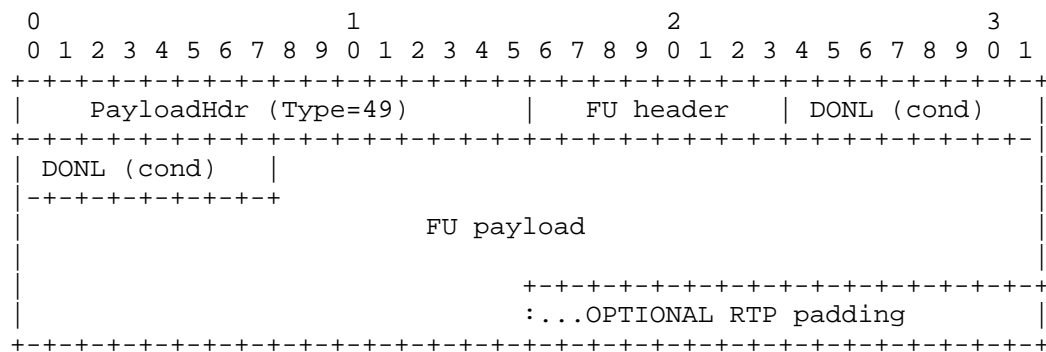 0                   1                   2                   3
0 1 2 3 4 5 6 7 8 9 0 1 2 3 4 5 6 7 8 9 0 1 2 3 4 5 6 7 8 9 0 1
+-+-+-+-+-+-+-+-+-+-+-+-+-+-+-+-+-+-+-+-+-+-+-+-+-+-+-+-+-+-+-+-+
|    PayloadHdr (Type=49)       |   FU header   | DONL (cond)   |
+-+-+-+-+-+-+-+-+-+-+-+-+-+-+-+-+-+-+-+-+-+-+-+-+-+-+-+-+-+-+-+-|
| DONL (cond)   |                                               |
|-+-+-+-+-+-+-+-+                                               |
|                         FU payload                            |
|                                                               |
|                               +-+-+-+-+-+-+-+-+-+-+-+-+-+-+-+-+
|                               :...OPTIONAL RTP padding        |
+-+-+-+-+-+-+-+-+-+-+-+-+-+-+-+-+-+-+-+-+-+-+-+-+-+-+-+-+-+-+-+-+